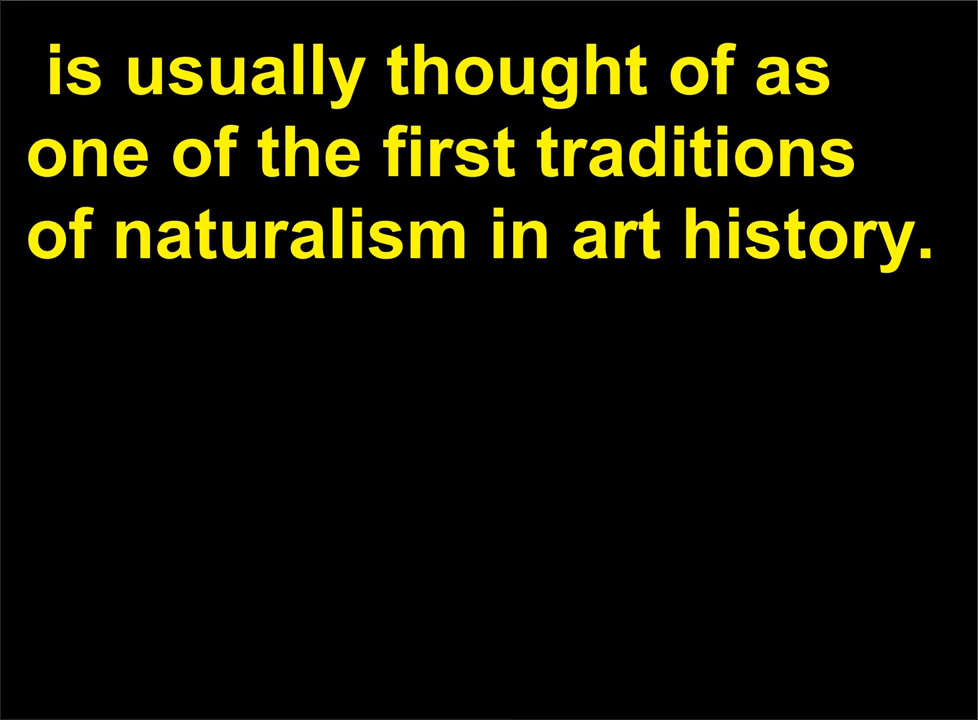 is usually thought of as
one of the first traditions
of naturalism in art history.